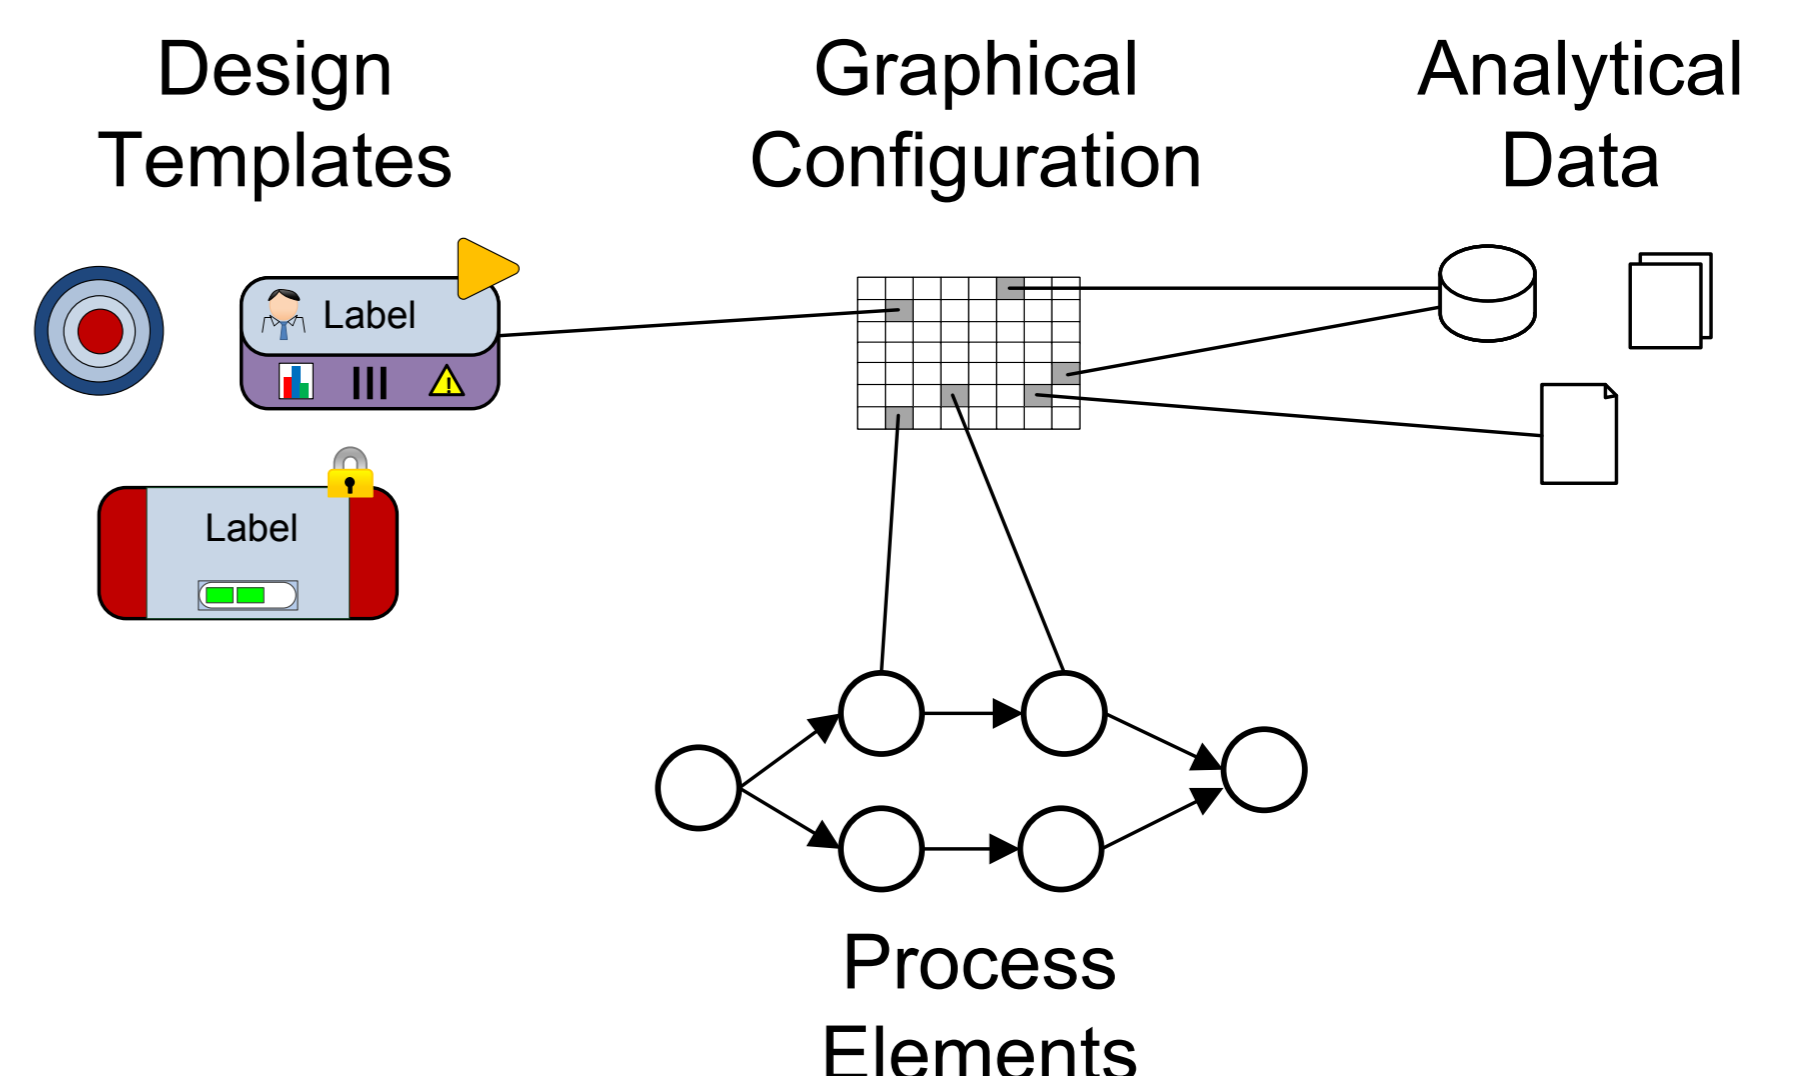 Design
Templates
Graphical
Configuration
Analytical
Data
Label
Label
Process
Elements